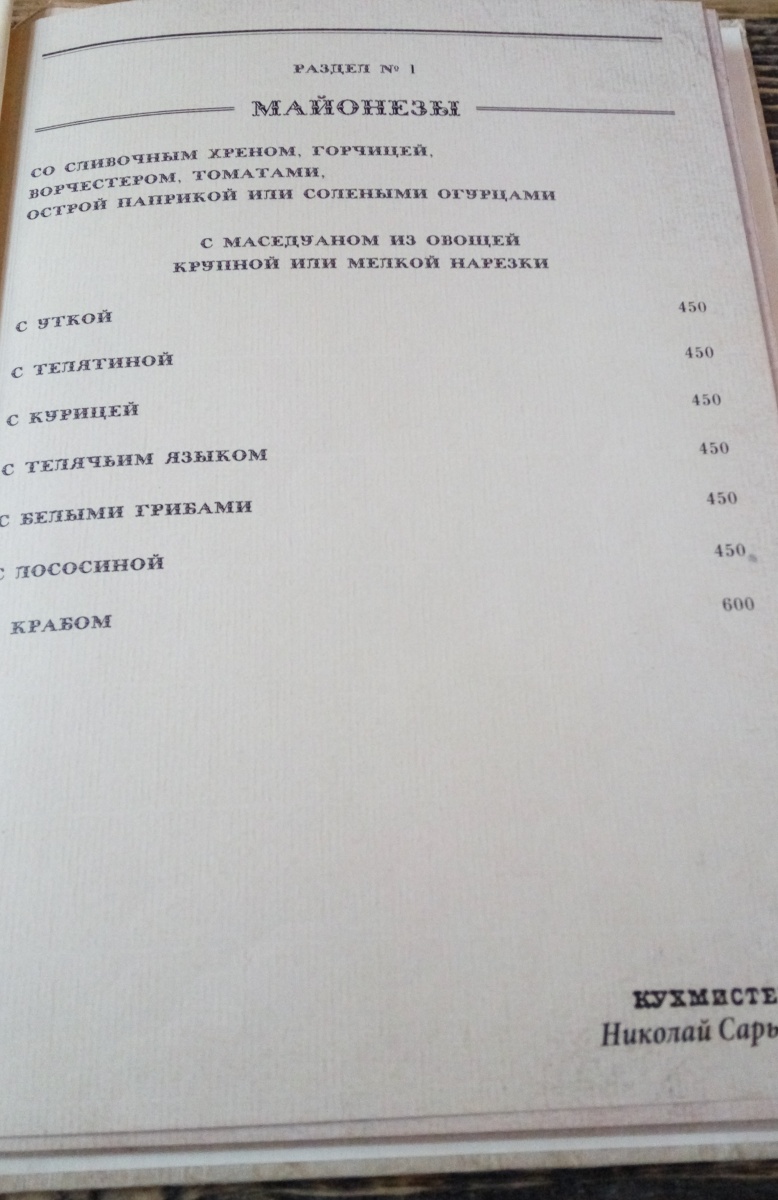 РАЗДЕЛ № 1
МАЙОНЕЗЫ
СО СЛИВОЧНЫМ ХРЕНОМ, ГОРЧИЦЕЙ,
ВОРЧЕСТЕРОМ, ТОМАТАМИ,
ОСТРОЙ ПАПРИКОЙ ИЛИ СОЛЕНЫМИ ОГУРЦАМИ
С МАСЕДУАНОМ ИЗ ОВОЩЕЙ
КРУПНОЙ ИЛИ МЕЛКОЙ НАРЕЗКИ
С УТКОЙ 450
С ТЕЛЯТИНОЙ 450
С КУРИЦЕЙ 450
С ТЕЛЯЧЬИМ ЯЗЫКОМ 450
С БЕЛЫМИ ГРИБАМИ 450
С ЛОСОСИНОЙ 450
КРАБОМ 600
КУХМИСТЕ
Николай Сары